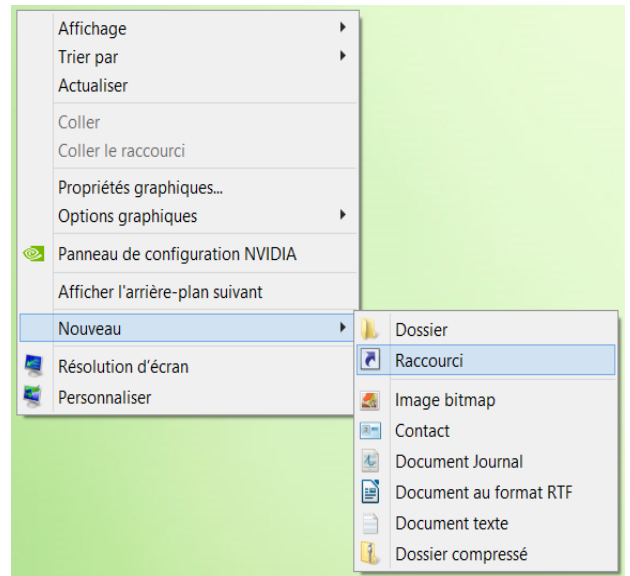 Affichage
Trier par
Actualiser
Coller
Coller le raccourci
Propriétés graphiques...
Options graphiques
Panneau de configuration NVIDIA
Afficher l'arrière-plan suivant
Nouveau
Résolution d'écran
Personnaliser
Dossier
Raccourci
Image bitmap
Contact
Document Journal
Document au format RTF
Document texte
Dossier compressé